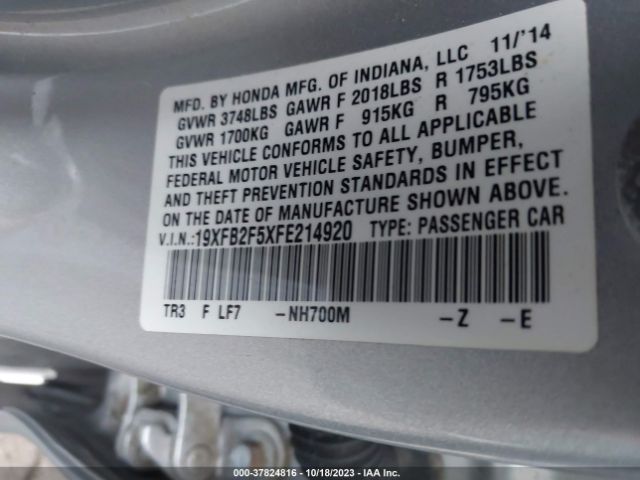 MFD. BY HONDA MFG. OF INDIANA, LLC 11/'14
GVWR 3748LBS GAWR F 2018LBS R 1753LBS
GVWR 1700KG GAWR F 915KG R 795KG
THIS VEHICLE CONFORMS TO ALL APPLICABLE
FEDERAL MOTOR VEHICLE SAFETY, BUMPER,
AND THEFT PREVENTION STANDARDS IN EFFECT
ON THE DATE OF MANUFACTURE SHOWN ABOVE.
V.I.N.:19XFB2F5XFE214920 TYPE: PASSENGER CAR
TR3 F LF7 -NH700M -Z -E
000-37824816 - 10/18/2023 - IAA Inc.